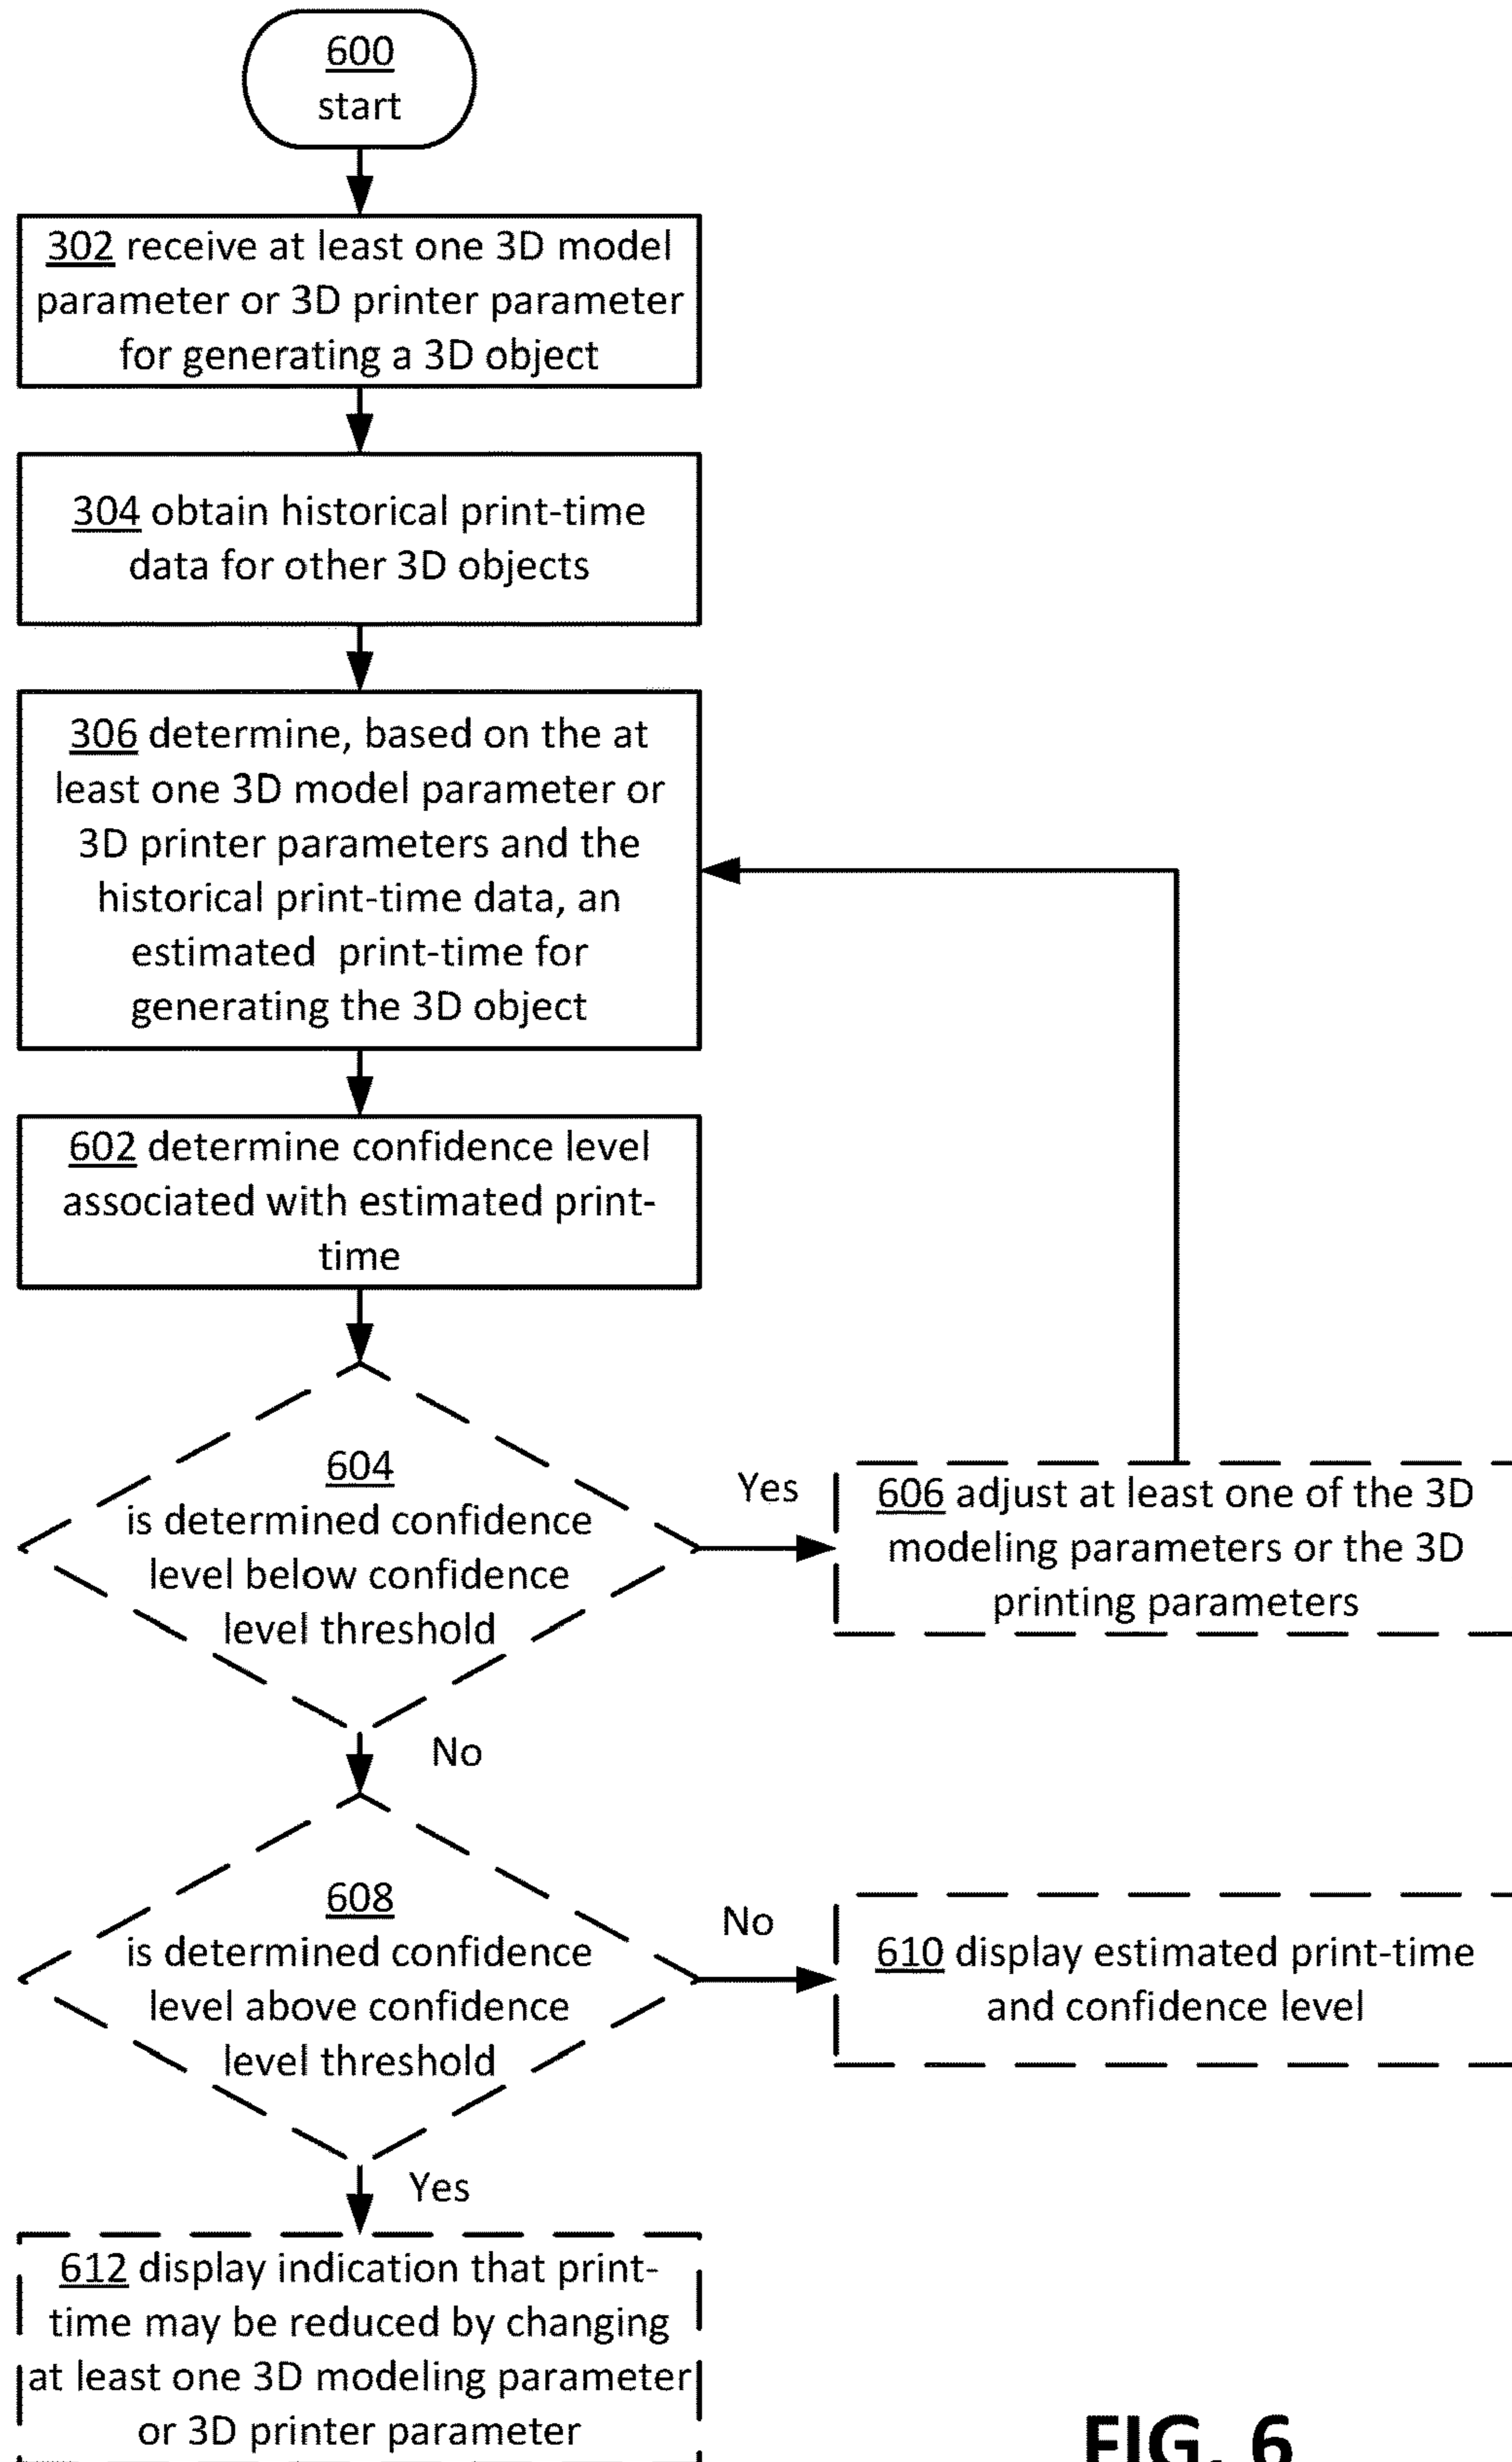 600
start
302 receive at least one 3D model
parameter or 3D printer parameter
for generating a 3D object
304 obtain historical print-time
data for other 3D objects
306 determine, based on the at
least one 3D model parameter or
3D printer parameters and the
historical print-time data, an
estimated print-time for
generating the 3D object
602 determine confidence level
associated with estimated print-
time
604
is determined confidence
level below confidence
level threshold
Yes
606 adjust at least one of the 3D
modeling parameters or the 3D
printing parameters
No
608
is determined confidence
level above confidence
level threshold
No
610 display estimated print-time
and confidence level
Yes
612 display indication that print-
time may be reduced by changing
at least one 3D modeling parameter
or 3D printer parameter
FIG. 6